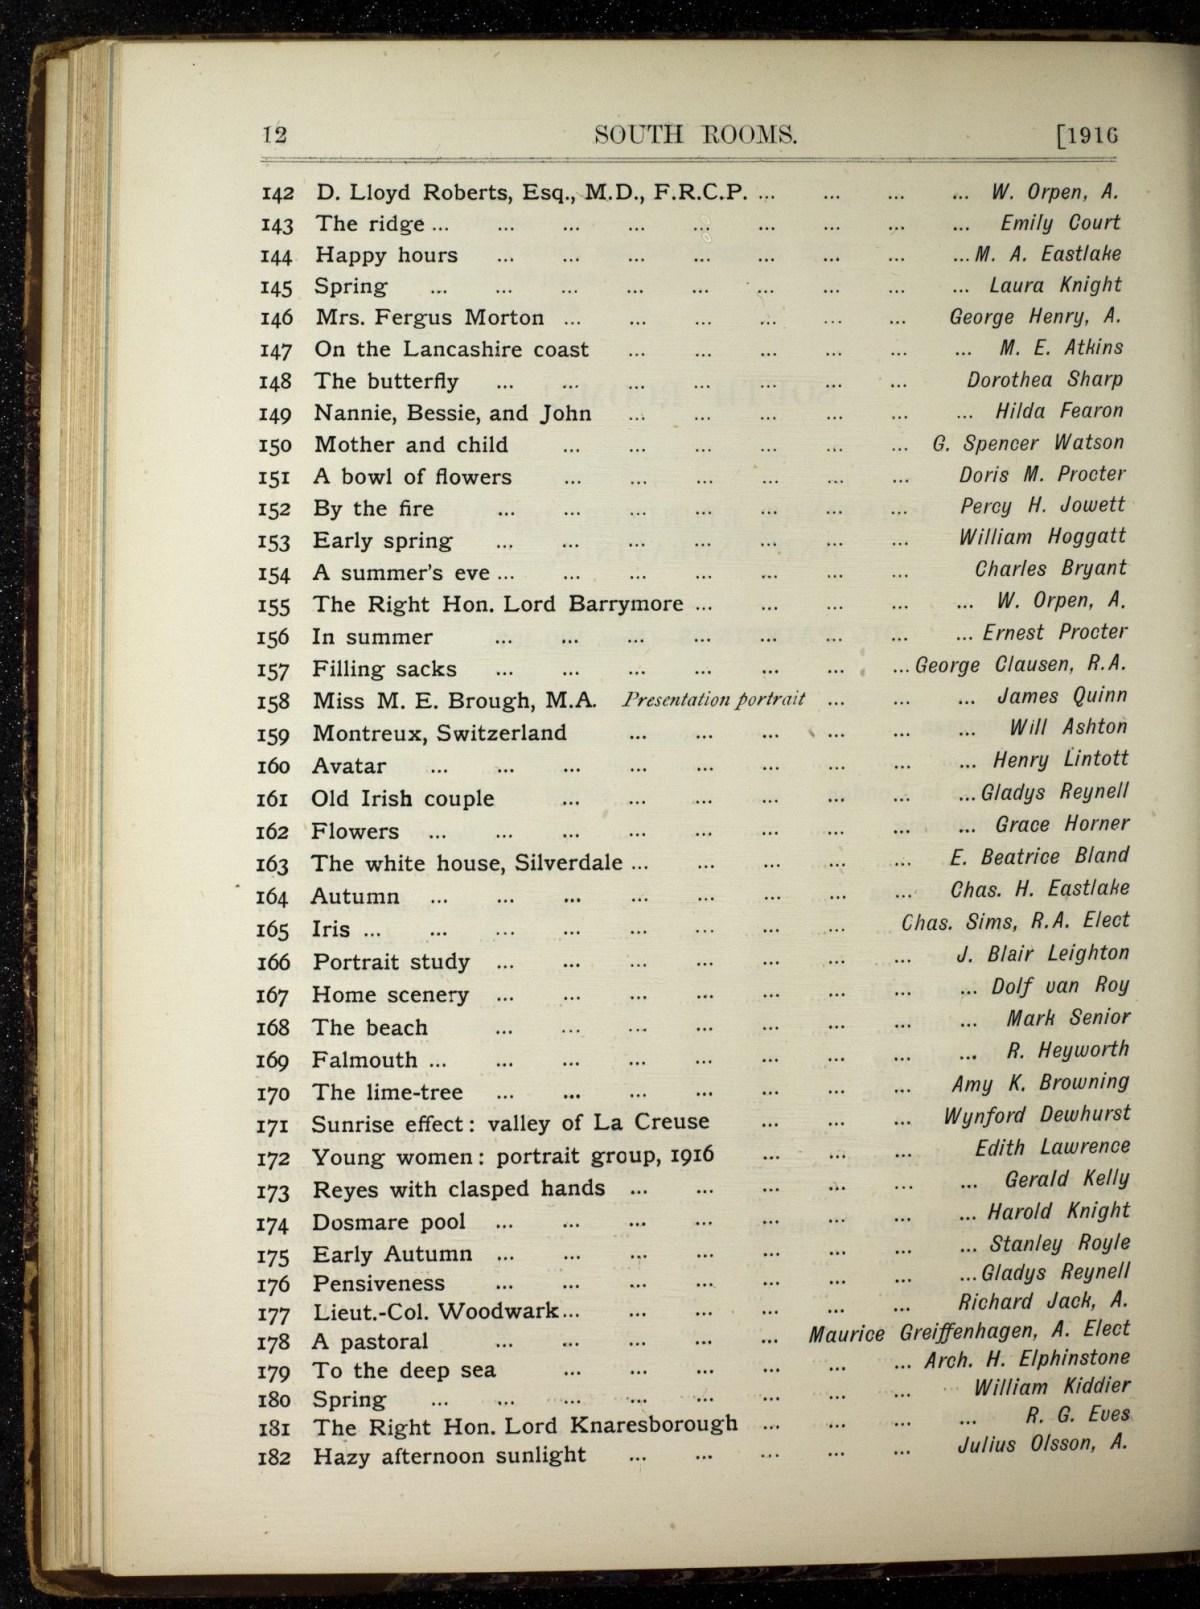 12 SOUTH ROOMS. [1916
142 D. Lloyd Roberts, Esq., M.D., F.R.C.P. ... ... ... ... W. Orpen, A.
143 The ridge ... ... ... ... ... ... ... ... ... Emily Court
144 Happy hours ... ... ... ... ... ... ... ... M. A. Eastlake
145 Spring ... ... ... ... ... ... ... ... ... Laura Knight
146 Mrs. Fergus Morton ... ... ... ... ... ... George Henry, A.
147 On the Lancashire coast ... ... ... ... ... ... M. E. Atkins
148 The butterfly ... ... ... ... ... ... ... Dorothea Sharp
149 Nannie, Bessie, and John ... ... ... ... ... ... Hilda Fearon
150 Mother and child ... ... ... ... ... ... G. Spencer Watson
151 A bowl of flowers ... ... ... ... ... ... Doris M. Procter
152 By the fire ... ... ... ... ... ... ... Percy H. Jowett
153 Early spring ... ... ... ... ... ... ... William Hoggatt
154 A summer's eve ... ... ... ... ... ... ... Charles Bryant
155 The Right Hon. Lord Barrymore ... ... ... ... ... W. Orpen, A.
156 In summer ... ... ... ... ... ... ... ... Ernest Procter
157 Filling sacks ... ... ... ... ... ... ... George Clausen, R.A.
158 Miss M. E. Brough, M.A. Presentation portrait ... ... ... James Quinn
159 Montreux, Switzerland ... ... ... ... ... ... Will Ashton
160 Avatar ... ... ... ... ... ... ... ... ... Henry Lintott
161 Old Irish couple ... ... ... ... ... ... ... Gladys Reynell
162 Flowers ... ... ... ... ... ... ... ... ... Grace Horner
163 The white house, Silverdale ... ... ... ... ... E. Beatrice Bland
164 Autumn ... ... ... ... ... ... ... ... Chas. H. Eastlake
165 Iris ... ... ... ... ... ... ... ... Chas. Sims, R.A. Elect
166 Portrait study ... ... ... ... ... ... ... J. Blair Leighton
167 Home scenery ... ... ... ... ... ... ... ... Dolf van Roy
168 The beach ... ... ... ... ... ... ... ... Mark Senior
169 Falmouth ... ... ... ... ... ... ... ... ... R. Heyworth
170 The lime-tree ... ... ... ... ... ... ... Amy K. Browning
171 Sunrise effect: valley of La Creuse ... ... ... Wynford Dewhurst
172 Young women: portrait group, 1916 ... ... ... Edith Lawrence
173 Reyes with clasped hands ... ... ... ... ... ... Gerald Kelly
174 Dosmare pool ... ... ... ... ... ... ... ... Harold Knight
175 Early Autumn ... ... ... ... ... ... ... ... Stanley Royle
176 Pensiveness ... ... ... ... ... ... ... ... Gladys Reynell
177 Lieut.-Col. Woodwark ... ... ... ... ... ... Richard Jack, A.
178 A pastoral ... ... ... ... ... Maurice Greiffenhagen, A. Elect
179 To the deep sea ... ... ... ... ... ... Arch. H. Elphinstone
180 Spring ... ... ... ... ... ... ... ... ... William Kiddier
181 The Right Hon. Lord Knaresborough ... ... ... ... R. G. Eves
182 Hazy afternoon sunlight ... ... ... ... ... Julius Olsson, A.